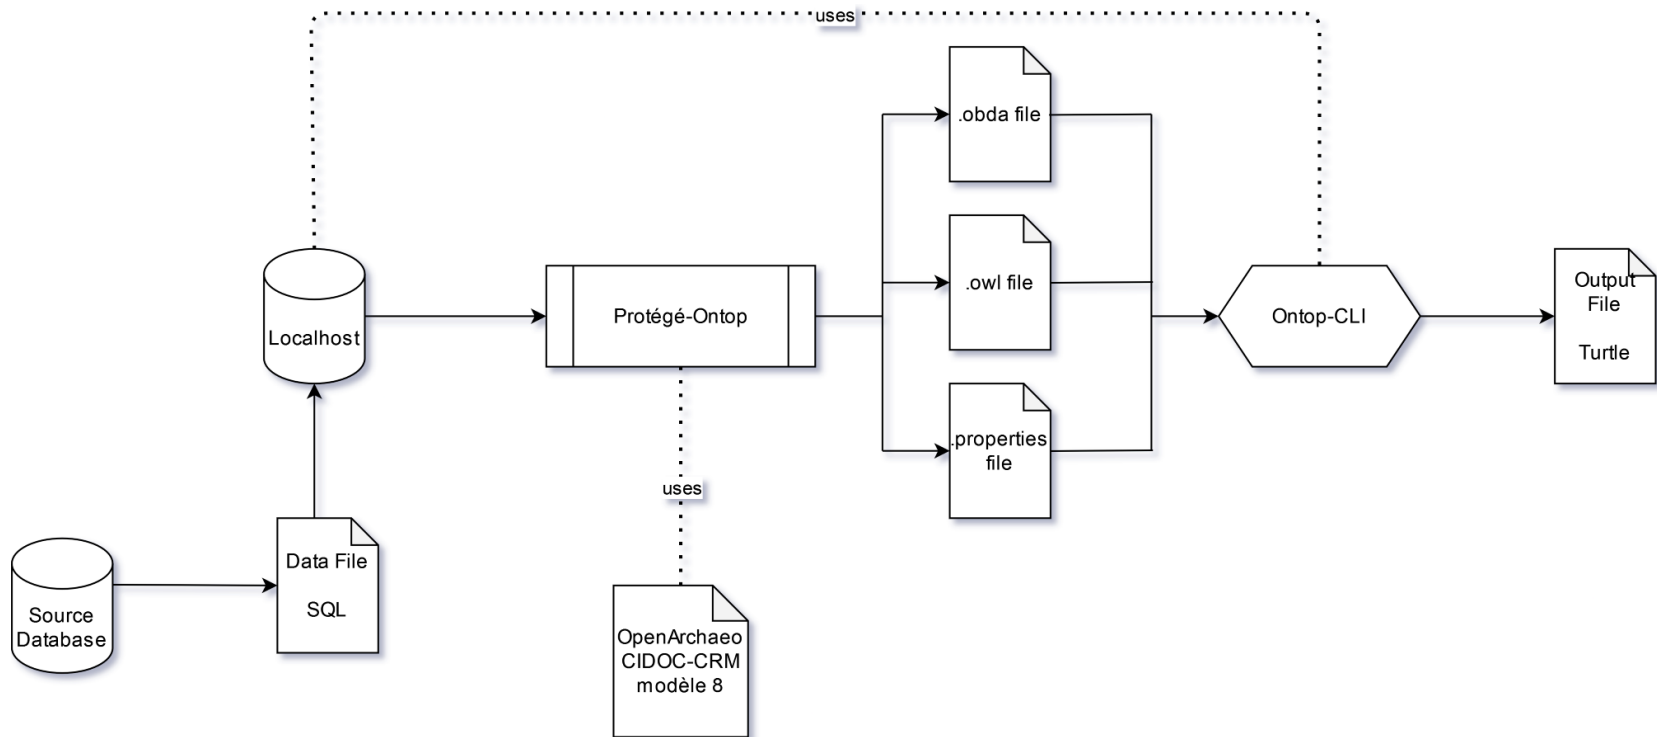 uses
.obda file
.owl file
Localhost
Protégé-Ontop
Ontop-CLI
Output
File
Turtle
.properties
file
uses
Data File
SQL
Source
Database
OpenArchaeo
CIDOC-CRM
modèle 8